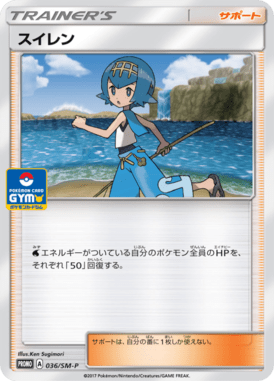 TRAINER'S
サポート
スイレン
POKÉMON CARD
GYM
ポケモンカードジム
エネルギーがついている自分のポケモン全員のHPを、
それぞれ「50」回復する。
サポートは、自分の番に1枚しか使えない。
Illus.Ken Sugimori
PROMO A 036/SM-P
©2017 Pokémon/Nintendo/Creatures/GAME FREAK.